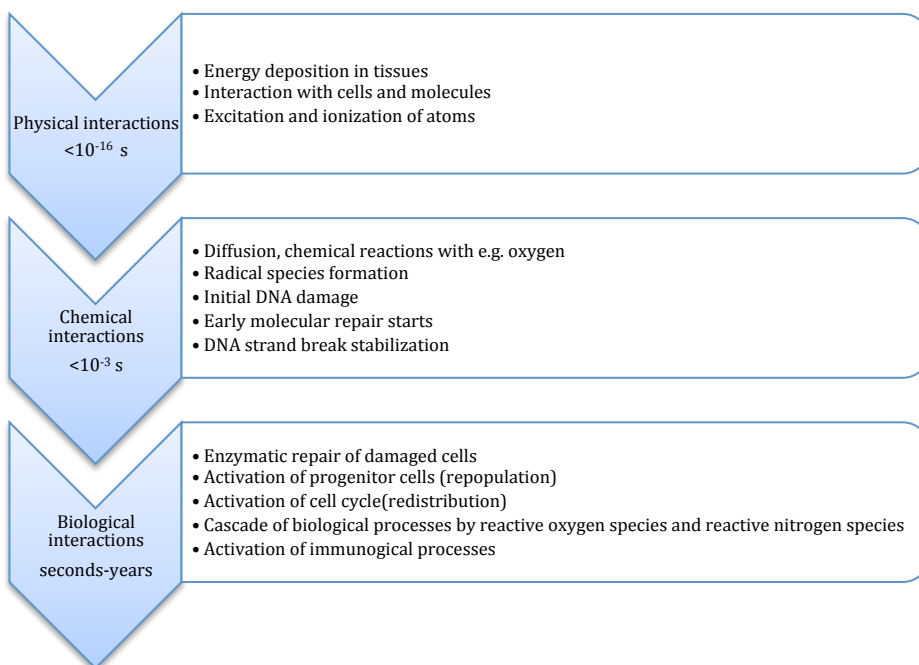 Physical interactions
<10⁻¹⁶ s
• Energy deposition in tissues
• Interaction with cells and molecules
• Excitation and ionization of atoms
Chemical
interactions
<10⁻³ s
• Diffusion, chemical reactions with e.g. oxygen
• Radical species formation
• Initial DNA damage
• Early molecular repair starts
• DNA strand break stabilization
Biological
interactions
seconds-years
• Enzymatic repair of damaged cells
• Activation of progenitor cells (repopulation)
• Activation of cell cycle(redistribution)
• Cascade of biological processes by reactive oxygen species and reactive nitrogen species
• Activation of immunogical processes